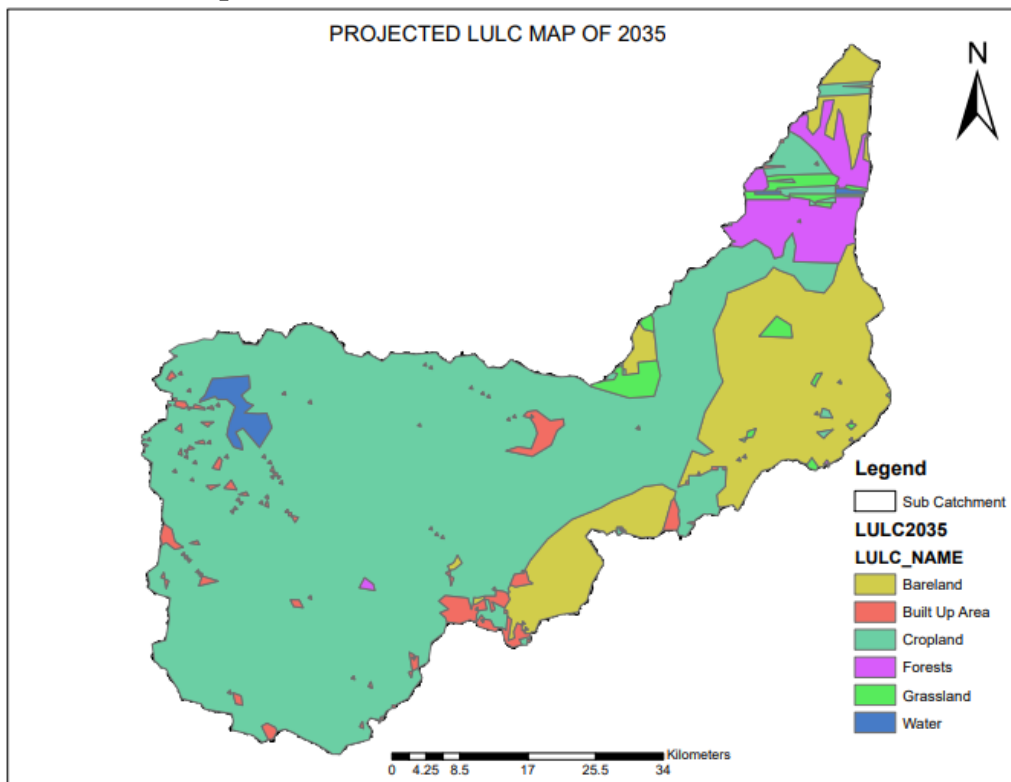 PROJECTED LULC MAP OF 2035
N
Legend
Sub Catchment
LULC2035
LULC_NAME
Bareland
Built Up Area
Cropland
Forests
Grassland
Water
Kilometers
0 4.25 8.5 17 25.5 34